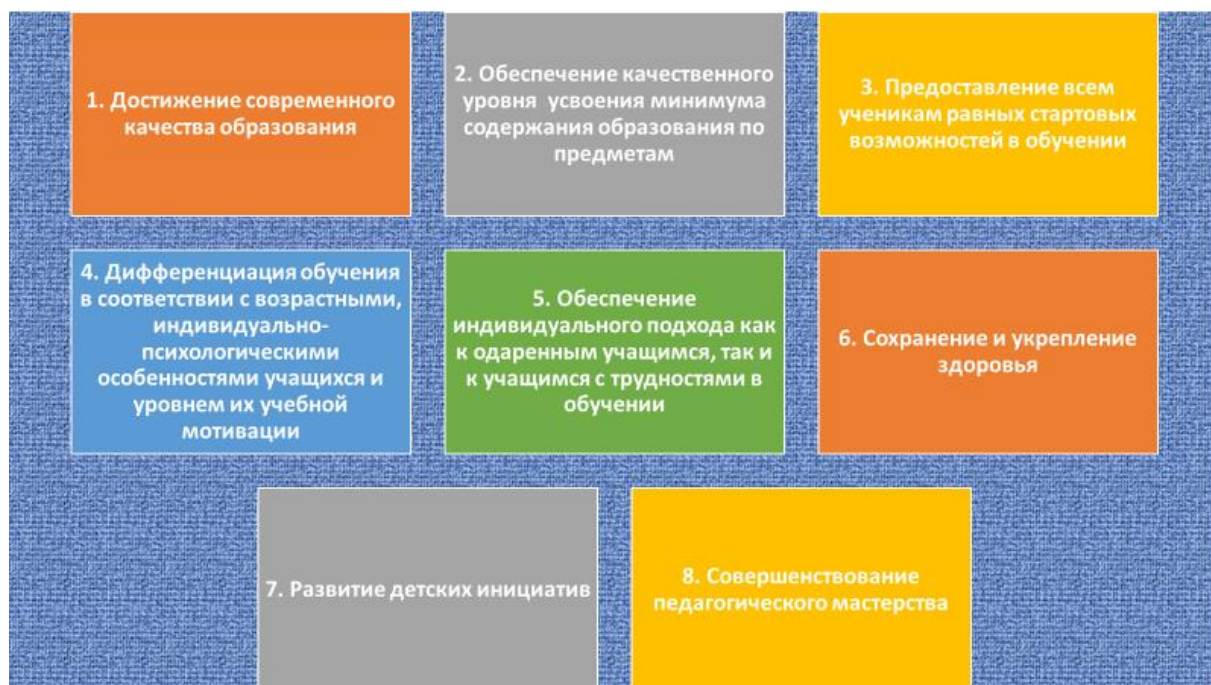 1. Достижение современного
качества образования
2. Обеспечение качественного
уровня усвоения минимума
содержания образования по
предметам
3. Предоставление всем
ученикам равных стартовых
возможностей в обучении
4. Дифференциация обучения
в соответствии с возрастными,
индивидуально-
психологическими
особенностями учащихся и
уровнем их учебной
мотивации
5. Обеспечение
индивидуального подхода как
к одаренным учащимся, так и
к учащимся с трудностями в
обучении
6. Сохранение и укрепление
здоровья
7. Развитие детских инициатив
8. Совершенствование
педагогического мастерства